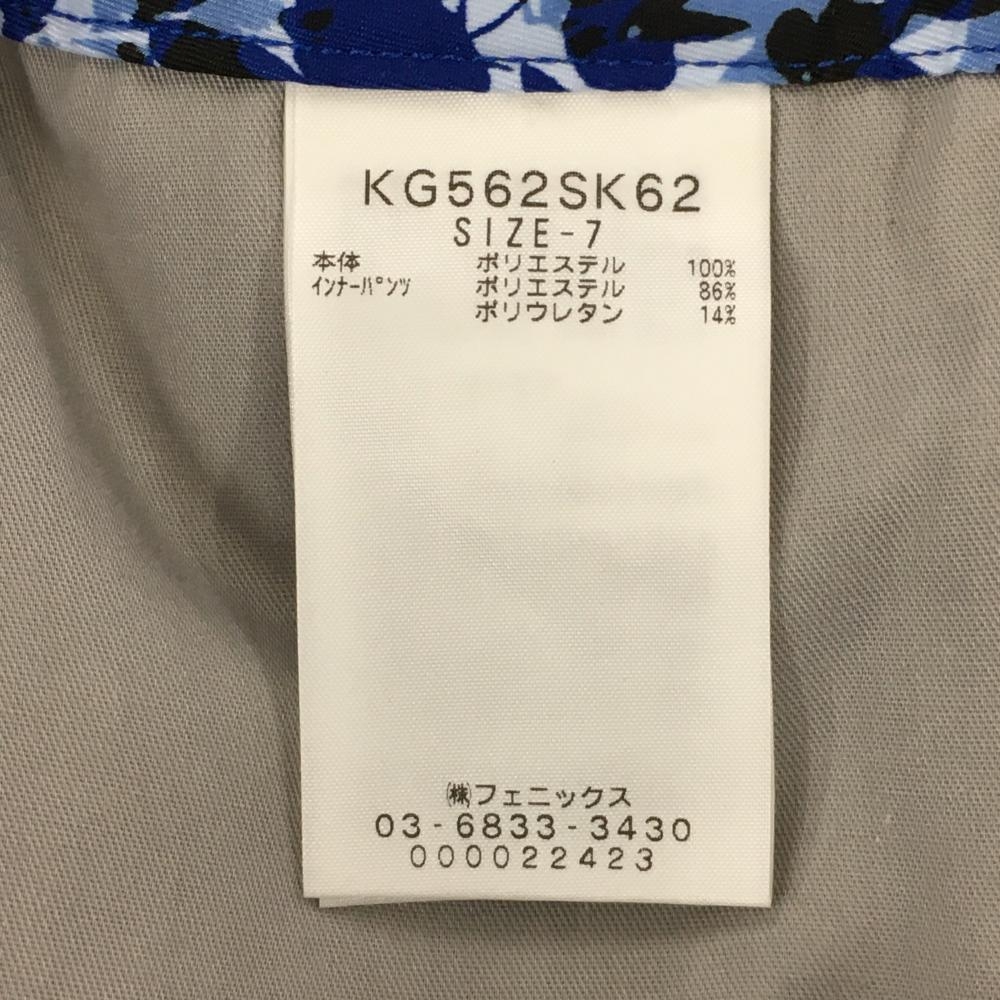 KG562SK62
SIZE-7
本体 ポリエステル 100%
インナーパンツ ポリエステル 86%
ポリウレタン 14%
㈱フェニックス
03-6833-3430
000022423